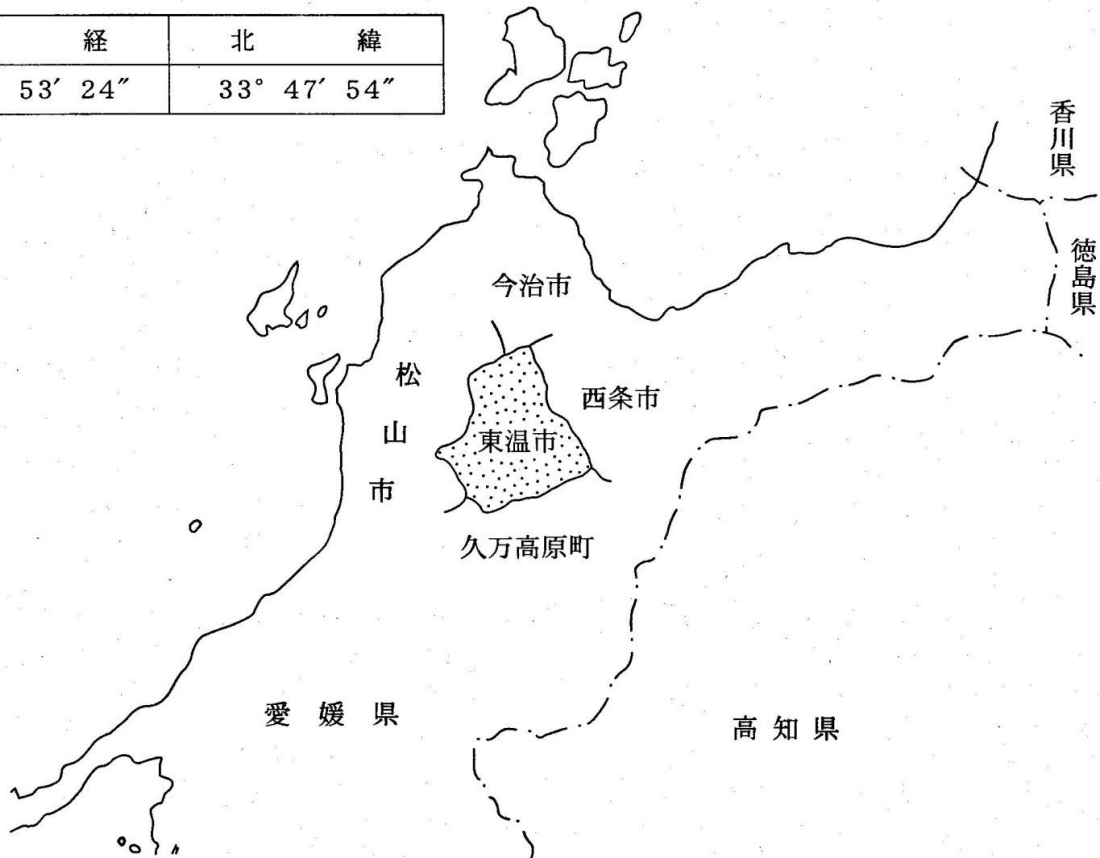 経 北 緯
53′ 24″ 33° 47′ 54″
香川県
徳島県
今治市
松山市
西条市
東温市
久万高原町
愛媛県
高知県